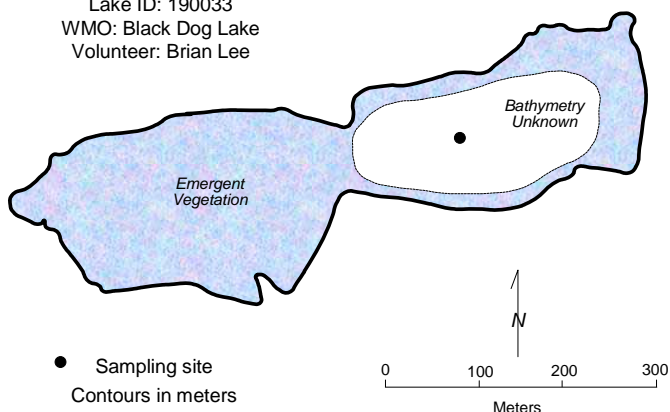 Lake ID: 190033
WMO: Black Dog Lake
Volunteer: Brian Lee
Bathymetry
Unknown
Emergent
Vegetation
N
Sampling site
Contours in meters
0 100 200 300
Meters